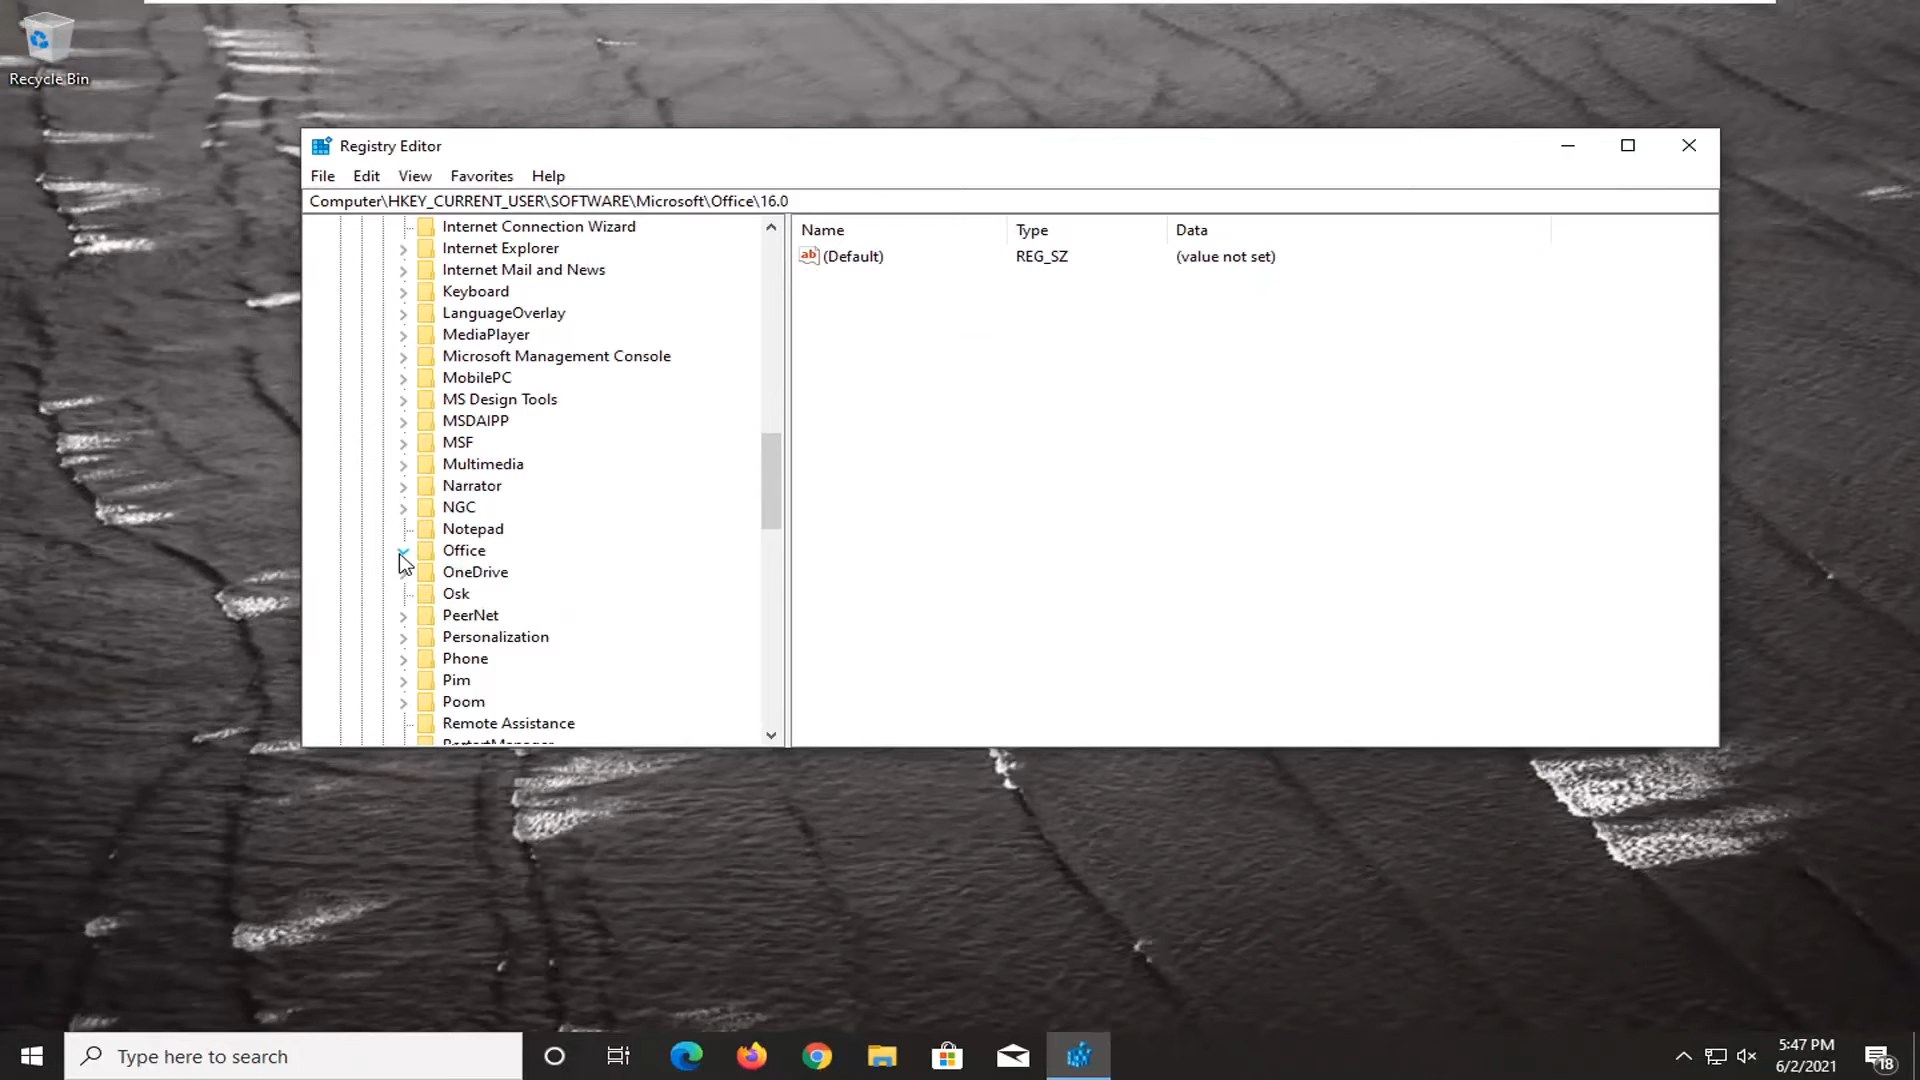 Recycle Bin
Registry Editor
File Edit View Favorites Help
Computer\HKEY_CURRENT_USER\SOFTWARE\Microsoft\Office\16.0
Internet Connection Wizard
Internet Explorer
Internet Mail and News
Keyboard
LanguageOverlay
MediaPlayer
Microsoft Management Console
MobilePC
MS Design Tools
MSDAIPP
MSF
Multimedia
Narrator
NGC
Notepad
Office
OneDrive
Osk
PeerNet
Personalization
Phone
Pim
Poom
Remote Assistance
Name Type Data
ab (Default) REG_SZ (value not set)
Type here to search
5:47 PM
6/2/2021
18